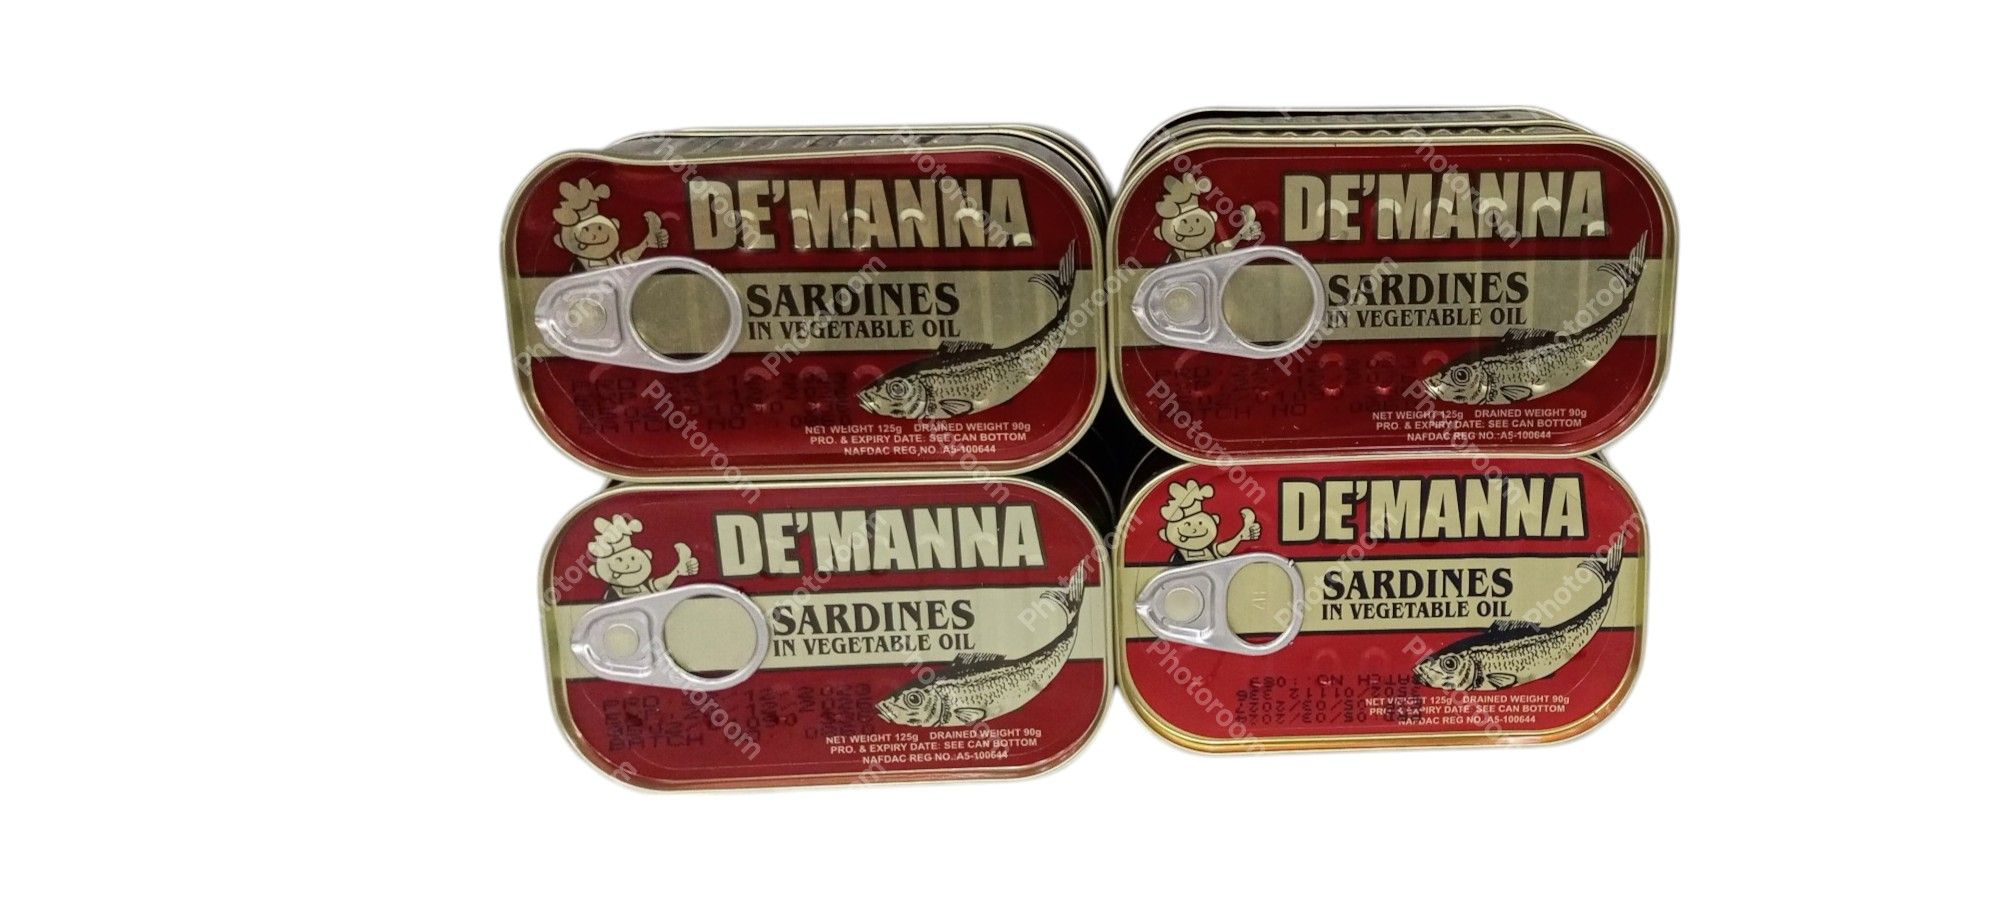 DE'MANNA
SARDINES
IN VEGETABLE OIL
NET WEIGHT 125g DRAINED WEIGHT 90g
PRO. & EXPIRY DATE: SEE CAN BOTTOM
NAFDAC REG NO.:A5-100644
DE'MANNA
SARDINES
IN VEGETABLE OIL
NET WEIGHT 125g DRAINED WEIGHT 90g
PRO. & EXPIRY DATE: SEE CAN BOTTOM
NAFDAC REG NO.:A5-100644
DE'MANNA
SARDINES
IN VEGETABLE OIL
NET WEIGHT 125g DRAINED WEIGHT 90g
PRO. & EXPIRY DATE: SEE CAN BOTTOM
NAFDAC REG NO.:A5-100644
DE'MANNA
SARDINES
IN VEGETABLE OIL
NET WEIGHT 125g DRAINED WEIGHT 90g
PRO. & EXPIRY DATE: SEE CAN BOTTOM
NAFDAC REG NO.:A5-100644
Photoroom